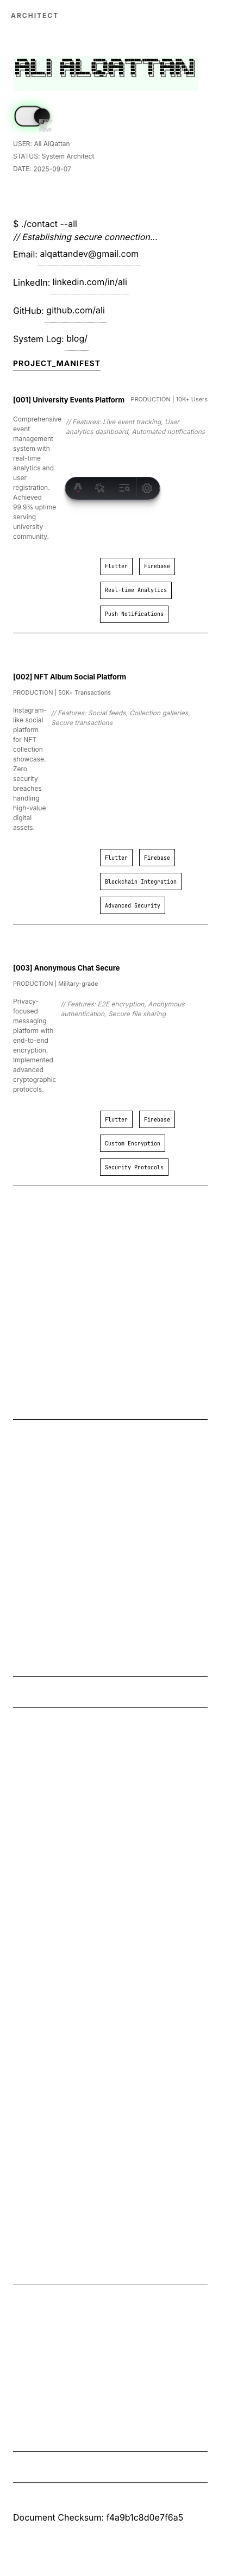 ARCHITECT
ALI ALQATTAN
USER: Ali AlQattan
STATUS: System Architect
DATE: 2025-09-07
$ ./contact --all
// Establishing secure connection...
Email: alqattandev@gmail.com
LinkedIn: linkedin.com/in/ali
GitHub: github.com/ali
System Log: blog/
PROJECT_MANIFEST
[001] University Events Platform PRODUCTION | 10K+ Users
Comprehensive
event
management
system with
real-time
analytics and
user
registration.
Achieved
99.9% uptime
serving
university
community.
// Features: Live event tracking, User
analytics dashboard, Automated notifications
Flutter Firebase
Real-time Analytics
Push Notifications
[002] NFT Album Social Platform
PRODUCTION | 50K+ Transactions
Instagram-
like social
platform
for NFT
collection
showcase.
Zero
security
breaches
handling
high-value
digital
assets.
// Features: Social feeds, Collection galleries,
Secure transactions
Flutter Firebase
Blockchain Integration
Advanced Security
[003] Anonymous Chat Secure
PRODUCTION | Military-grade
Privacy-
focused
messaging
platform with
end-to-end
encryption.
Implemented
advanced
cryptographic
protocols.
// Features: E2E encryption, Anonymous
authentication, Secure file sharing
Flutter Firebase
Custom Encryption
Security Protocols
Document Checksum: f4a9b1c8d0e7f6a5